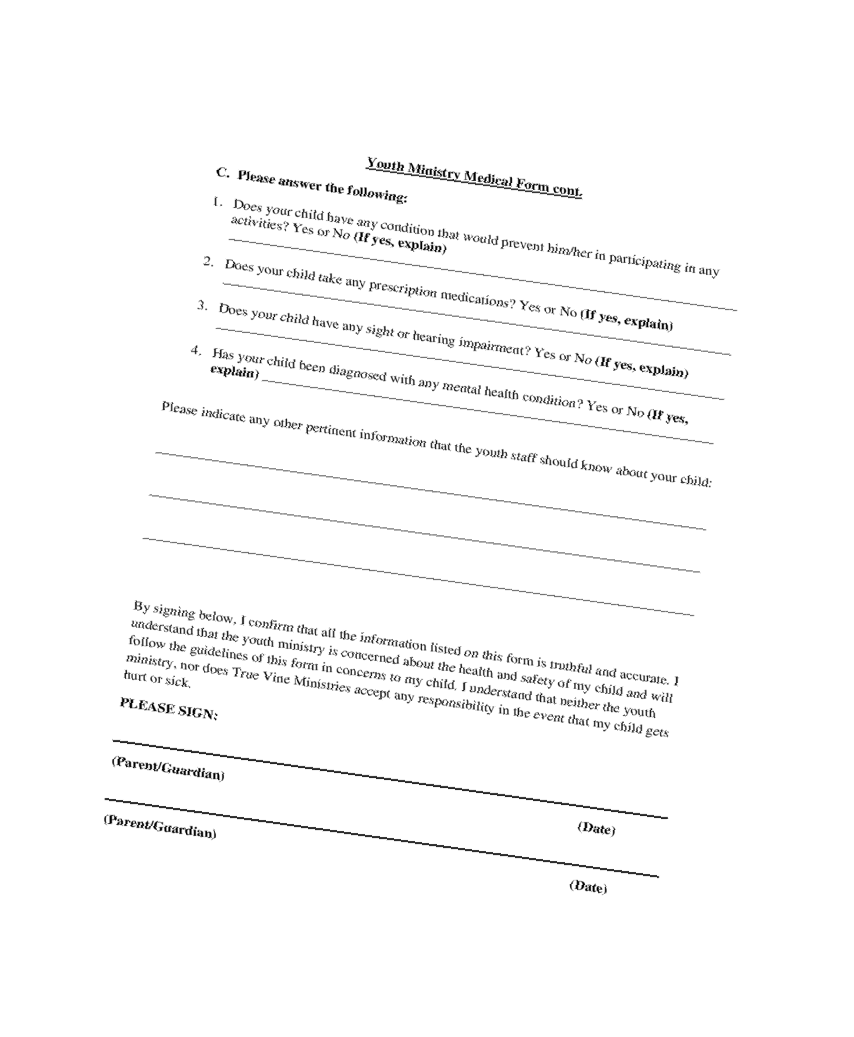 Youth Ministry Medical Form cont.
C. Please answer the following:
1. Does your child have any condition that would prevent him/her in participating in any
activities? Yes or No (If yes, explain)
2. Does your child take any prescription medications? Yes or No (If yes, explain)
3. Does your child have any sight or hearing impairment? Yes or No (If yes, explain)
4. Has your child been diagnosed with any mental health condition? Yes or No (If yes,
explain)
Please indicate any other pertinent information that the youth staff should know about your child:
By signing below, I confirm that all the information listed on this form is truthful and accurate. I
understand that the youth ministry is concerned about the health and safety of my child and will
follow the guidelines of this form in concerns to my child. I understand that neither the youth
ministry, nor does True Vine Ministries accept any responsibility in the event that my child gets
hurt or sick.
PLEASE SIGN:
(Parent/Guardian) (Date)
(Parent/Guardian) (Date)